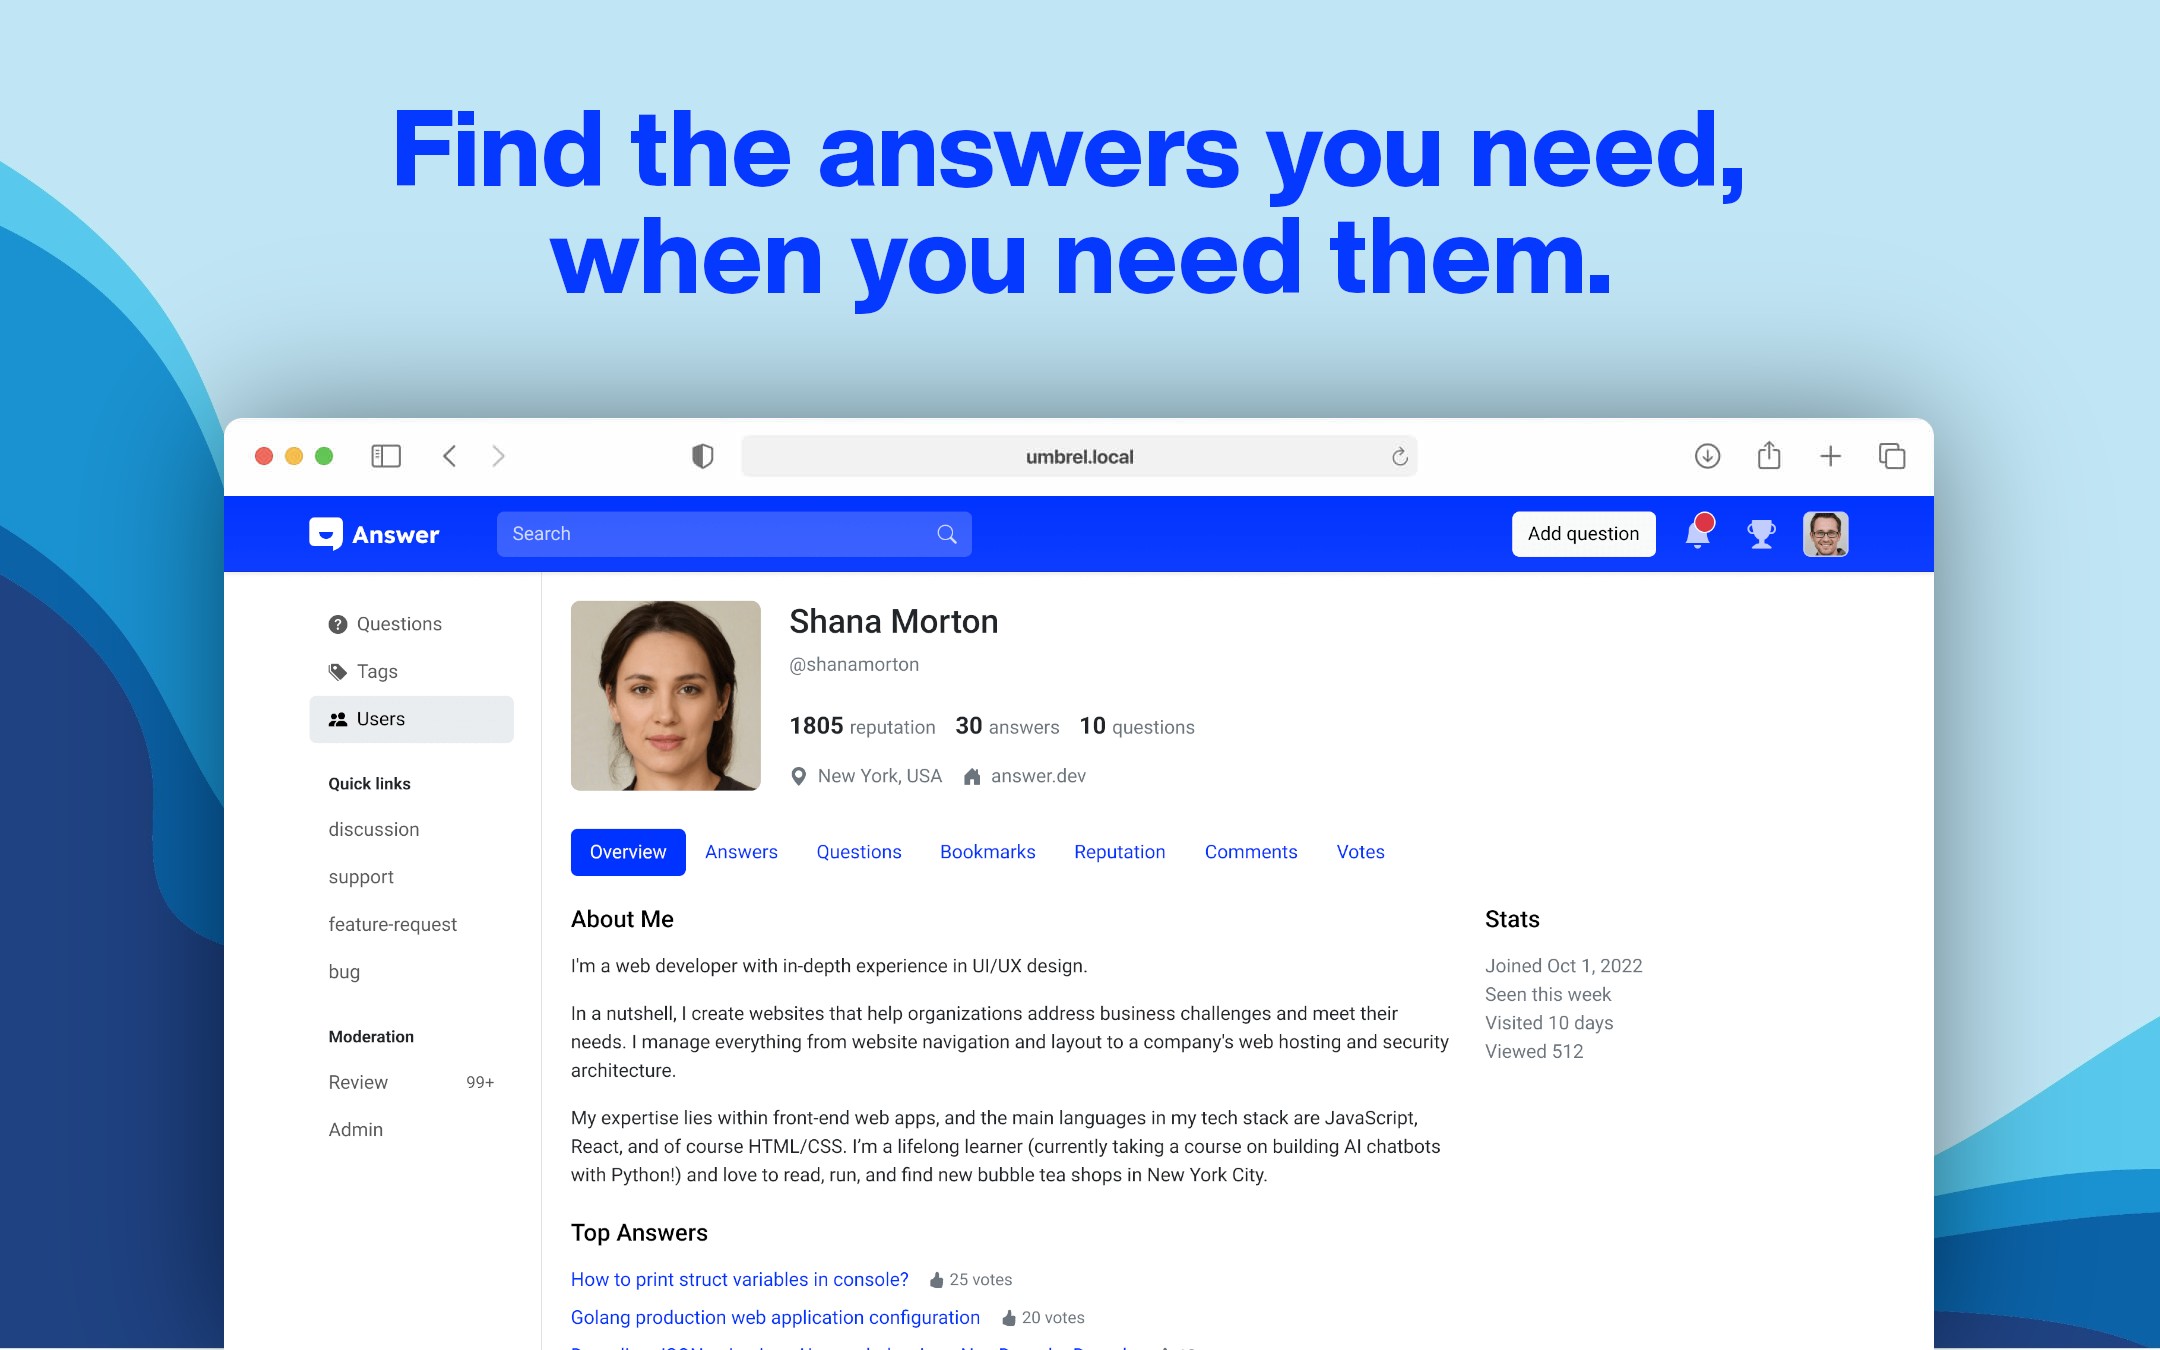 Find the answers you need,
when you need them.
umbrel.local
Answer
Search
Add question
Questions
Tags
Users
Quick links
discussion
support
feature-request
bug
Moderation
Review 99+
Admin
Shana Morton
@shanamorton
1805 reputation 30 answers 10 questions
New York, USA answer.dev
Overview Answers Questions Bookmarks Reputation Comments Votes
About Me
I'm a web developer with in-depth experience in UI/UX design.
In a nutshell, I create websites that help organizations address business challenges and meet their
needs. I manage everything from website navigation and layout to a company's web hosting and security
architecture.
My expertise lies within front-end web apps, and the main languages in my tech stack are JavaScript,
React, and of course HTML/CSS. I’m a lifelong learner (currently taking a course on building AI chatbots
with Python!) and love to read, run, and find new bubble tea shops in New York City.
Top Answers
How to print struct variables in console? 25 votes
Golang production web application configuration 20 votes
Stats
Joined Oct 1, 2022
Seen this week
Visited 10 days
Viewed 512